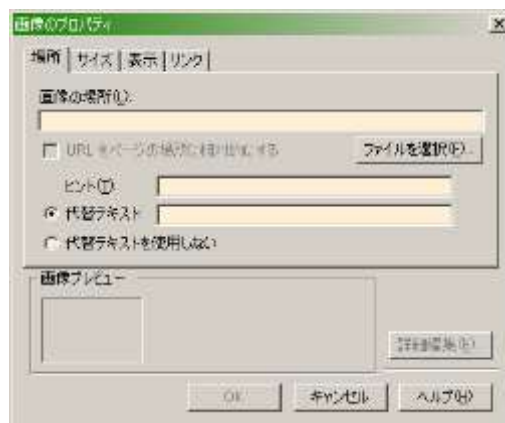 画像のプロパティ
場所 サイズ 表示 リンク
画像の場所(L):
URL をページの場所に相対化する ファイルを選択(F)...
ヒント(T):
代替テキスト
代替テキストを使用しない
画像プレビュー
詳細編集(E)...
OK キャンセル ヘルプ(H)